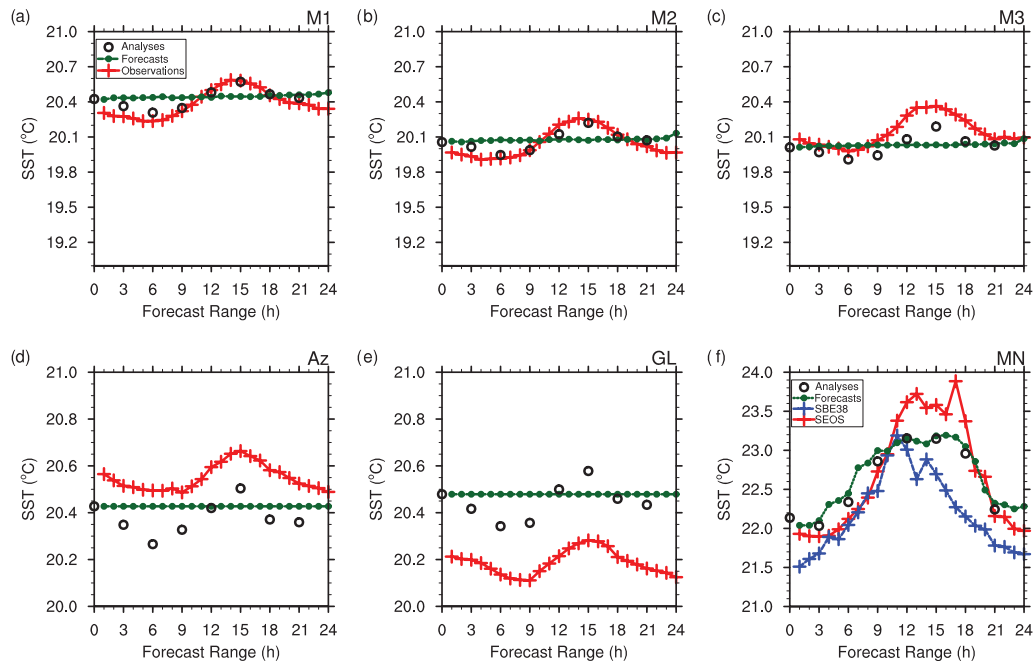 (a) M1
21.0
20.7
20.4
20.1
19.8
19.5
19.2
SST (°C)
Analyses
Forecasts
Observations
0 3 6 9 12 15 18 21 24
Forecast Range (h)
(b) M2
21.0
20.7
20.4
20.1
19.8
19.5
19.2
SST (°C)
0 3 6 9 12 15 18 21 24
Forecast Range (h)
(c) M3
21.0
20.7
20.4
20.1
19.8
19.5
19.2
SST (°C)
0 3 6 9 12 15 18 21 24
Forecast Range (h)
(d) Az
21.0
20.8
20.6
20.4
20.2
20.0
SST (°C)
0 3 6 9 12 15 18 21 24
Forecast Range (h)
(e) GL
21.0
20.8
20.6
20.4
20.2
20.0
SST (°C)
0 3 6 9 12 15 18 21 24
Forecast Range (h)
(f) MN
24.0
23.5
23.0
22.5
22.0
21.5
21.0
SST (°C)
Analyses
Forecasts
SBE38
SEOS
0 3 6 9 12 15 18 21 24
Forecast Range (h)